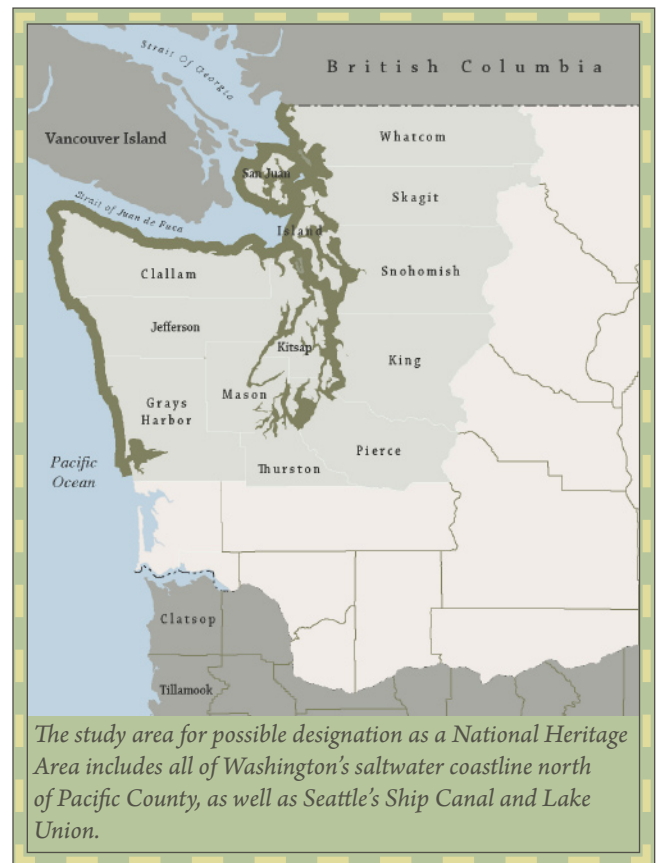 Strait Of Georgia
British Columbia
Vancouver Island
Whatcom
San Juan
Skagit
Strait of Juan de Fuca
Island
Clallam
Snohomish
Jefferson
Kitsap
King
Mason
Grays
Harbor
Pierce
Pacific
Ocean
Thurston
Clatsop
Tillamook
The study area for possible designation as a National Heritage
Area includes all of Washington's saltwater coastline north
of Pacific County, as well as Seattle's Ship Canal and Lake
Union.